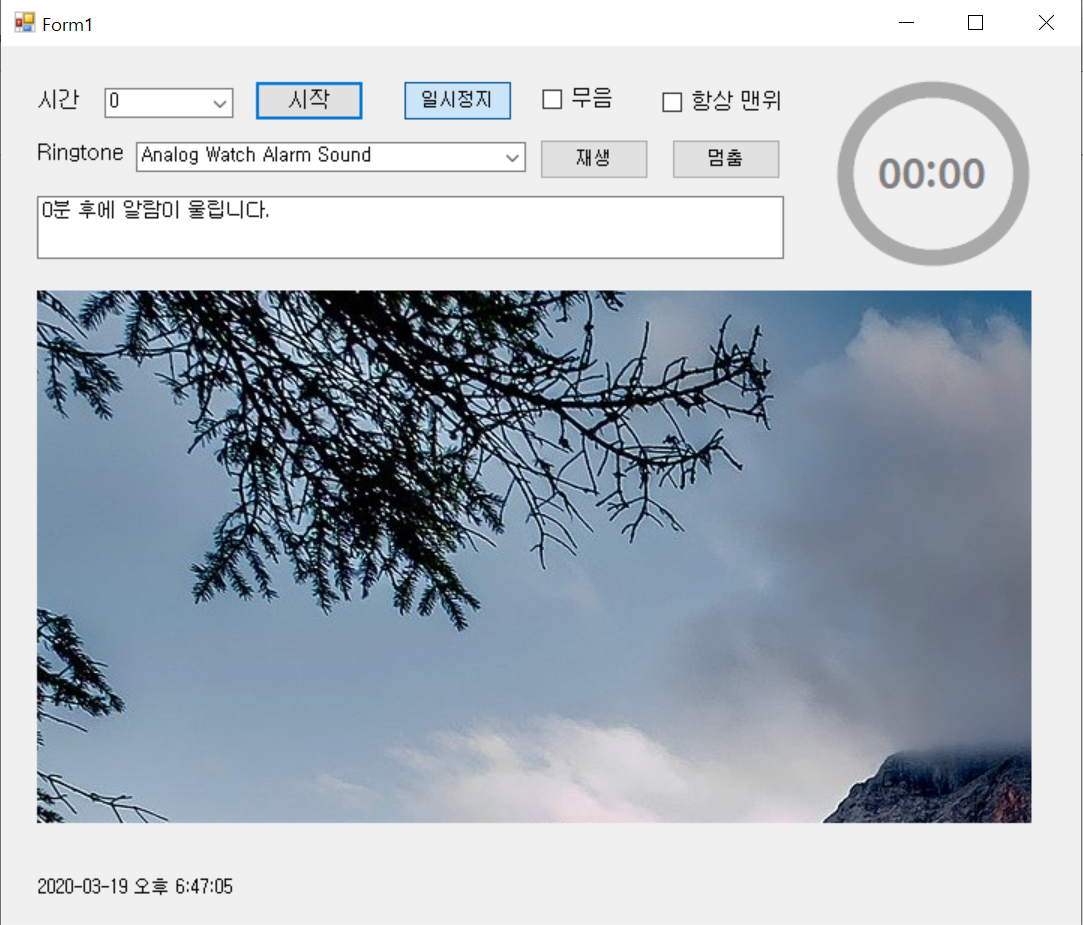 Form1
시간 0 시작 일시정지 무음 항상 맨위
Ringtone Analog Watch Alarm Sound 재생 멈춤
00:00
0분 후에 알람이 울립니다.
2020-03-19 오후 6:47:05